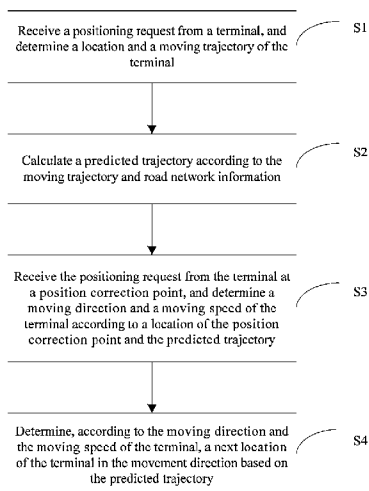 Receive a positioning request from a terminal, and
determine a location and a moving trajectory of the
terminal
S1
Calculate a predicted trajectory according to the
moving trajectory and road network information
S2
Receive the positioning request from the terminal at
a position correction point, and determine a
moving direction and a moving speed of the
terminal according to a location of the position
correction point and the predicted trajectory
S3
Determine, according to the moving direction and
the moving speed of the terminal, a next location
of the terminal in the movement direction based on
the predicted trajectory
S4